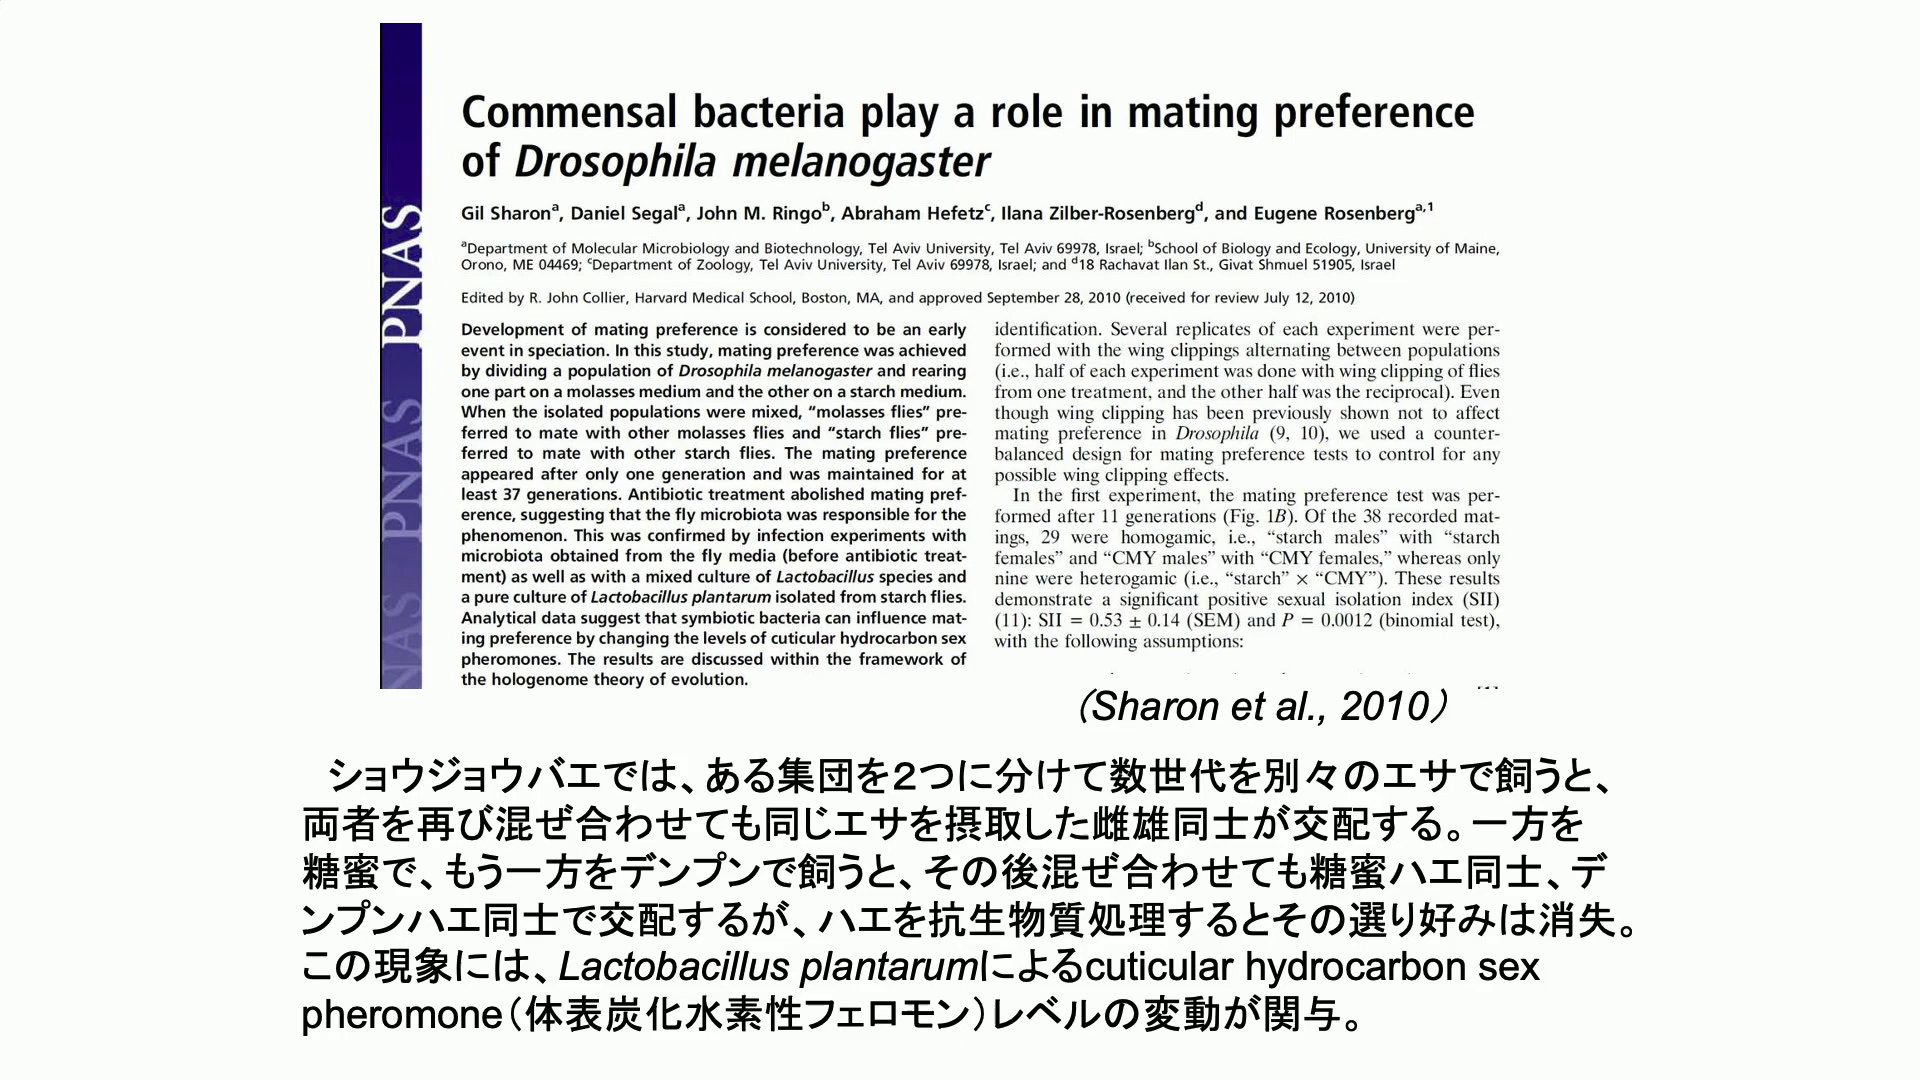 Commensal bacteria play a role in mating preference
of Drosophila melanogaster
Gil Sharonᵃ, Daniel Segalᵃ, John M. Ringoᵇ, Abraham Hefetzᶜ, Ilana Zilber-Rosenbergᵈ, and Eugene Rosenbergᵃ,¹
ᵃDepartment of Molecular Microbiology and Biotechnology, Tel Aviv University, Tel Aviv 69978, Israel; ᵇSchool of Biology and Ecology, University of Maine,
Orono, ME 04469; ᶜDepartment of Zoology, Tel Aviv University, Tel Aviv 69978, Israel; and ᵈ18 Rachavat Ilan St., Givat Shmuel 51905, Israel
Edited by R. John Collier, Harvard Medical School, Boston, MA, and approved September 28, 2010 (received for review July 12, 2010)
Development of mating preference is considered to be an early
event in speciation. In this study, mating preference was achieved
by dividing a population of Drosophila melanogaster and rearing
one part on a molasses medium and the other on a starch medium.
When the isolated populations were mixed, “molasses flies” pre-
ferred to mate with other molasses flies and “starch flies” pre-
ferred to mate with other starch flies. The mating preference
appeared after only one generation and was maintained for at
least 37 generations. Antibiotic treatment abolished mating pref-
erence, suggesting that the fly microbiota was responsible for the
phenomenon. This was confirmed by infection experiments with
microbiota obtained from the fly media (before antibiotic treat-
ment) as well as with a mixed culture of Lactobacillus species and
a pure culture of Lactobacillus plantarum isolated from starch flies.
Analytical data suggest that symbiotic bacteria can influence mat-
ing preference by changing the levels of cuticular hydrocarbon sex
pheromones. The results are discussed within the framework of
the hologenome theory of evolution.
identification. Several replicates of each experiment were per-
formed with the wing clippings alternating between populations
(i.e., half of each experiment was done with wing clipping of flies
from one treatment, and the other half was the reciprocal). Even
though wing clipping has been previously shown not to affect
mating preference in Drosophila (9, 10), we used a counter-
balanced design for mating preference tests to control for any
possible wing clipping effects.
In the first experiment, the mating preference test was per-
formed after 11 generations (Fig. 1B). Of the 38 recorded mat-
ings, 29 were homogamic, i.e., “starch males” with “starch
females” and “CMY males” with “CMY females,” whereas only
nine were heterogamic (i.e., “starch” × “CMY”). These results
demonstrate a significant positive sexual isolation index (SII)
(11): SII = 0.53 ± 0.14 (SEM) and P = 0.0012 (binomial test),
with the following assumptions:
PNAS
PNAS
NAS
（Sharon et al., 2010）
ショウジョウバエでは、ある集団を２つに分けて数世代を別々のエサで飼うと、
両者を再び混ぜ合わせても同じエサを摂取した雌雄同士が交配する。一方を
糖蜜で、もう一方をデンプンで飼うと、その後混ぜ合わせても糖蜜ハエ同士、デ
ンプンハエ同士で交配するが、ハエを抗生物質処理するとその選り好みは消失。
この現象には、Lactobacillus plantarumによるcuticular hydrocarbon sex
pheromone（体表炭化水素性フェロモン）レベルの変動が関与。